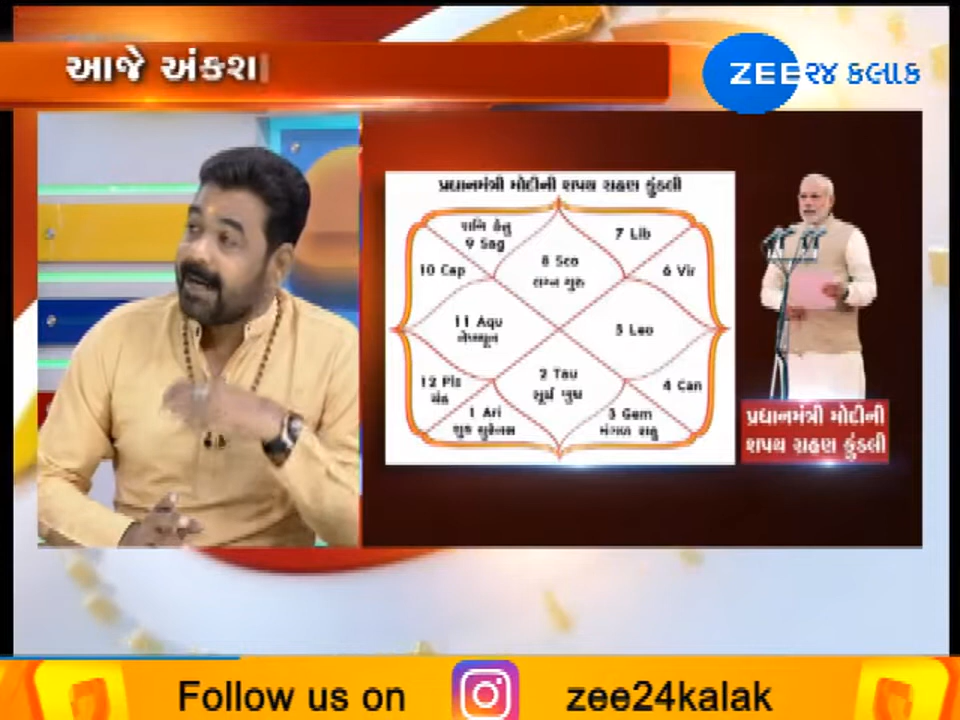 આજે અંકશ
ZEE ૨૪ કલાક
પ્રધાનમંત્રી મોદીની શપથ ગ્રહણ કુંડલી
શનિ કેતુ
9 Sag
7 Lib
8 Sco
લગ્ન ગુરુ
10 Cap
6 Vir
11 Aqu
નેપ્ચ્યૂન
5 Leo
12 Pis
ચંદ્ર
2 Tau
સૂર્ય બુધ
4 Can
1 Ari
શુક્ર યુરેનસ
3 Gem
મંગળ રાહુ
પ્રધાનમંત્રી મોદીની
શપથ ગ્રહણ કુંડલી
Follow us on
zee24kalak